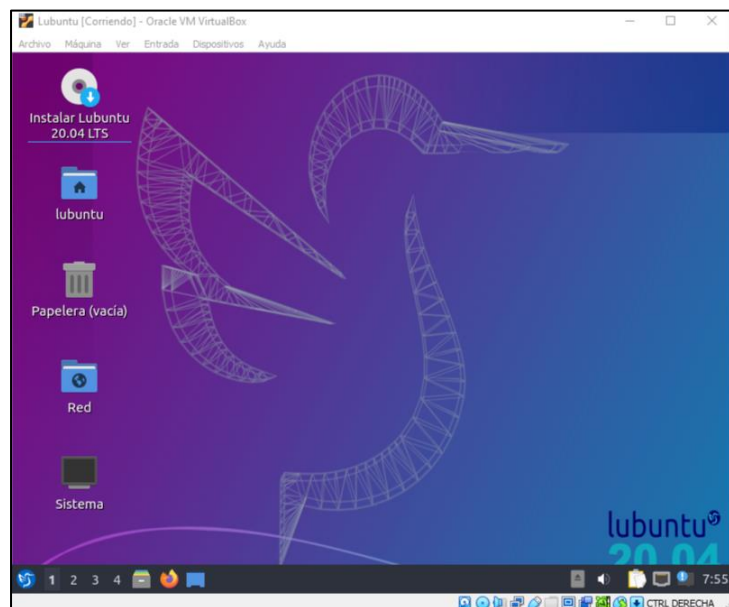 Lubuntu [Corriendo] - Oracle VM VirtualBox
Archivo Máquina Ver Entrada Dispositivos Ayuda
Instalar Lubuntu
20.04 LTS
lubuntu
Papelera (vacía)
Red
Sistema
lubuntu
20.04
1 2 3 4
7:55
CTRL DERECHA